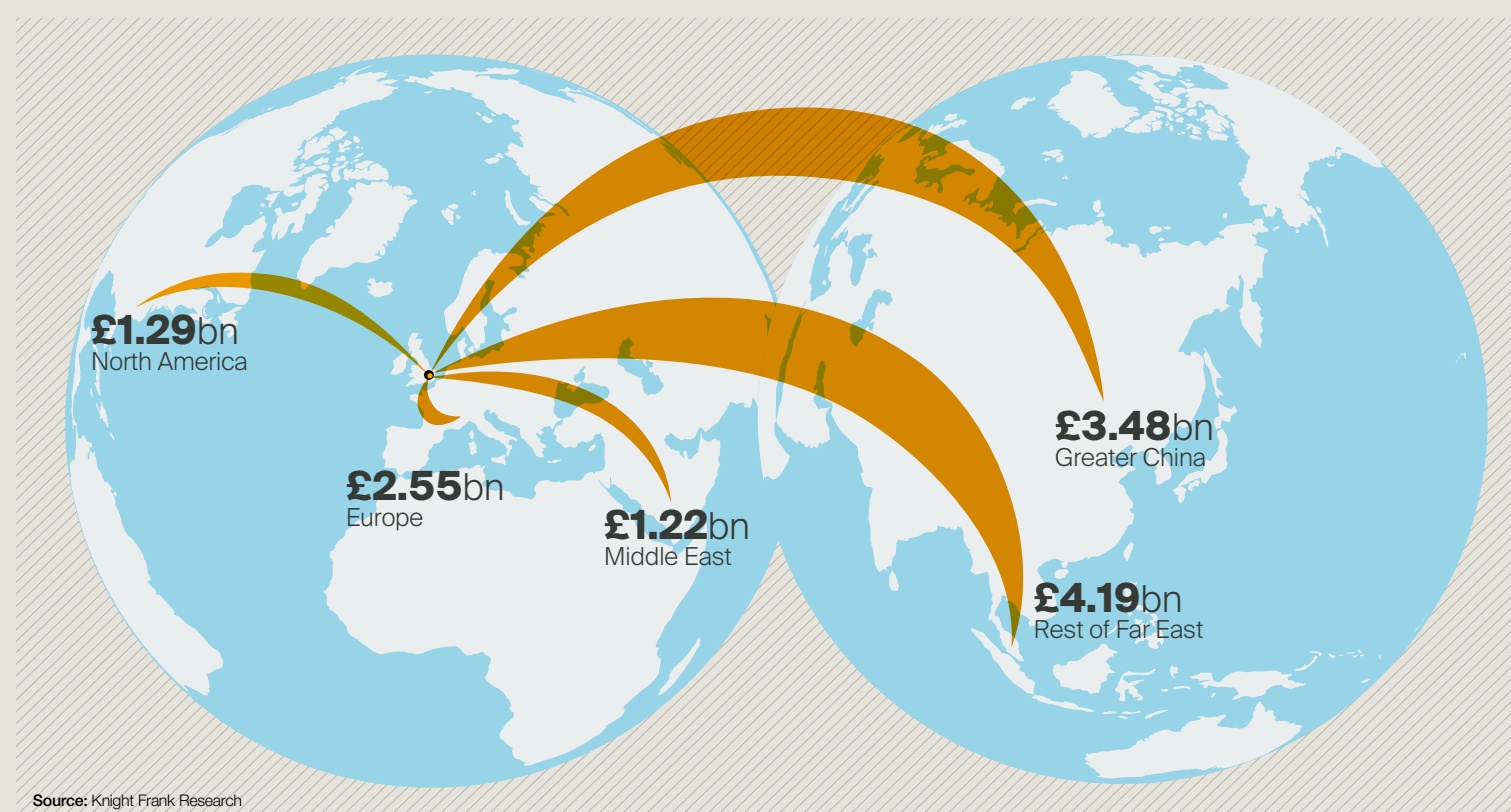 £1.29bn
North America
£2.55bn
Europe
£1.22bn
Middle East
£3.48bn
Greater China
£4.19bn
Rest of Far East
Source: Knight Frank Research